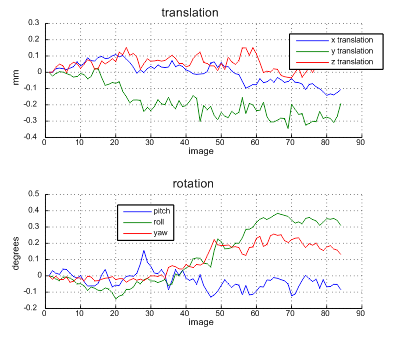 translation
0.3
0.2
0.1
0
-0.1
-0.2
-0.3
-0.4
mm
x translation
y translation
z translation
0 10 20 30 40 50 60 70 80 90
image
rotation
0.5
0.4
0.3
0.2
0.1
0
-0.1
-0.2
degrees
pitch
roll
yaw
0 10 20 30 40 50 60 70 80 90
image